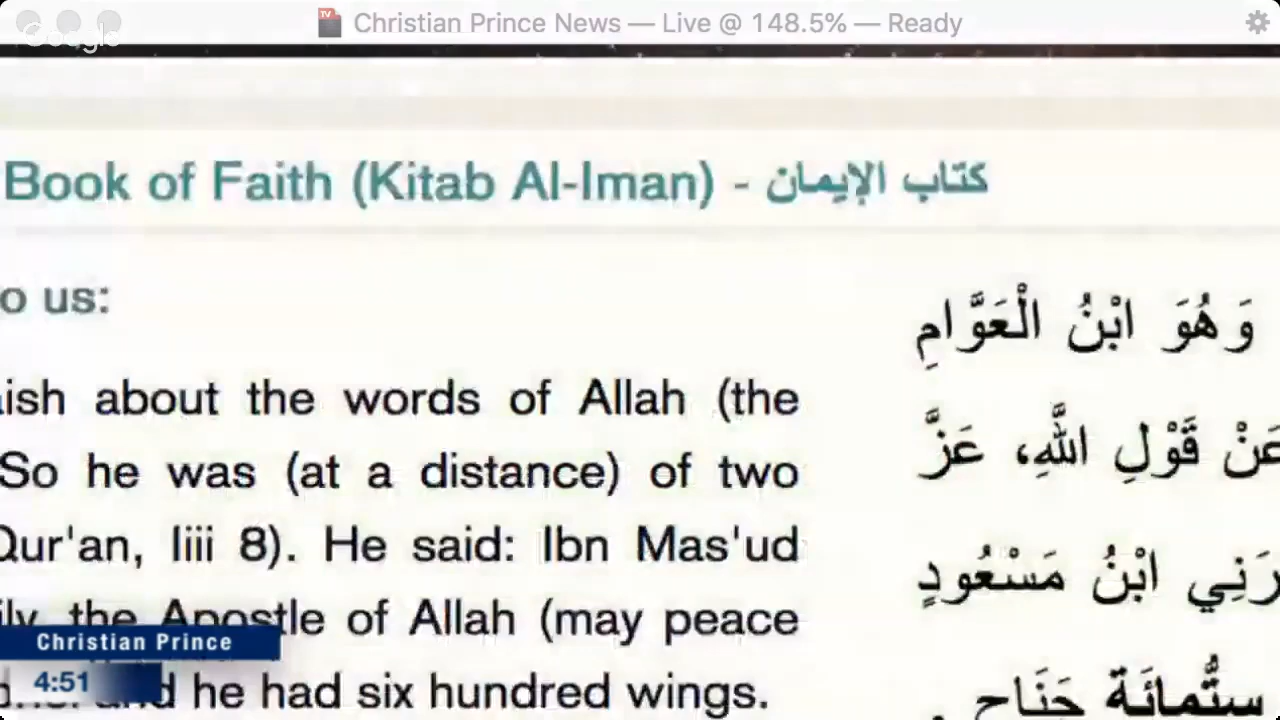 Google
Christian Prince News — Live @ 148.5% — Ready
Book of Faith (Kitab Al-Iman) - كتاب الإيمان
o us:
وَهُوَ ابْنُ الْعَوَّامِ
ish about the words of Allah (the
عَنْ قَوْلِ اللَّهِ، عَزَّ
So he was (at a distance) of two
Qur'an, liii 8). He said: Ibn Mas'ud
رَنِي ابْنُ مَسْعُودٍ
ily, the Apostle of Allah (may peace
and he had six hundred wings.
سِتُّمِائَةِ جَنَاحٍ .
Christian Prince
4:51